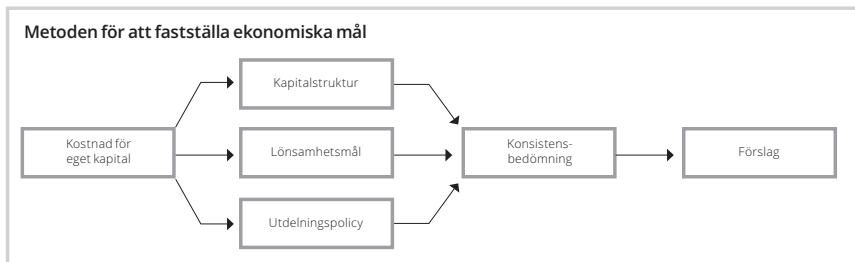 Metoden för att fastställa ekonomiska mål
Kapitalstruktur
Kostnad för
eget kapital
Lönsamhetsmål
Konsistens-
bedömning
Förslag
Utdelningspolicy